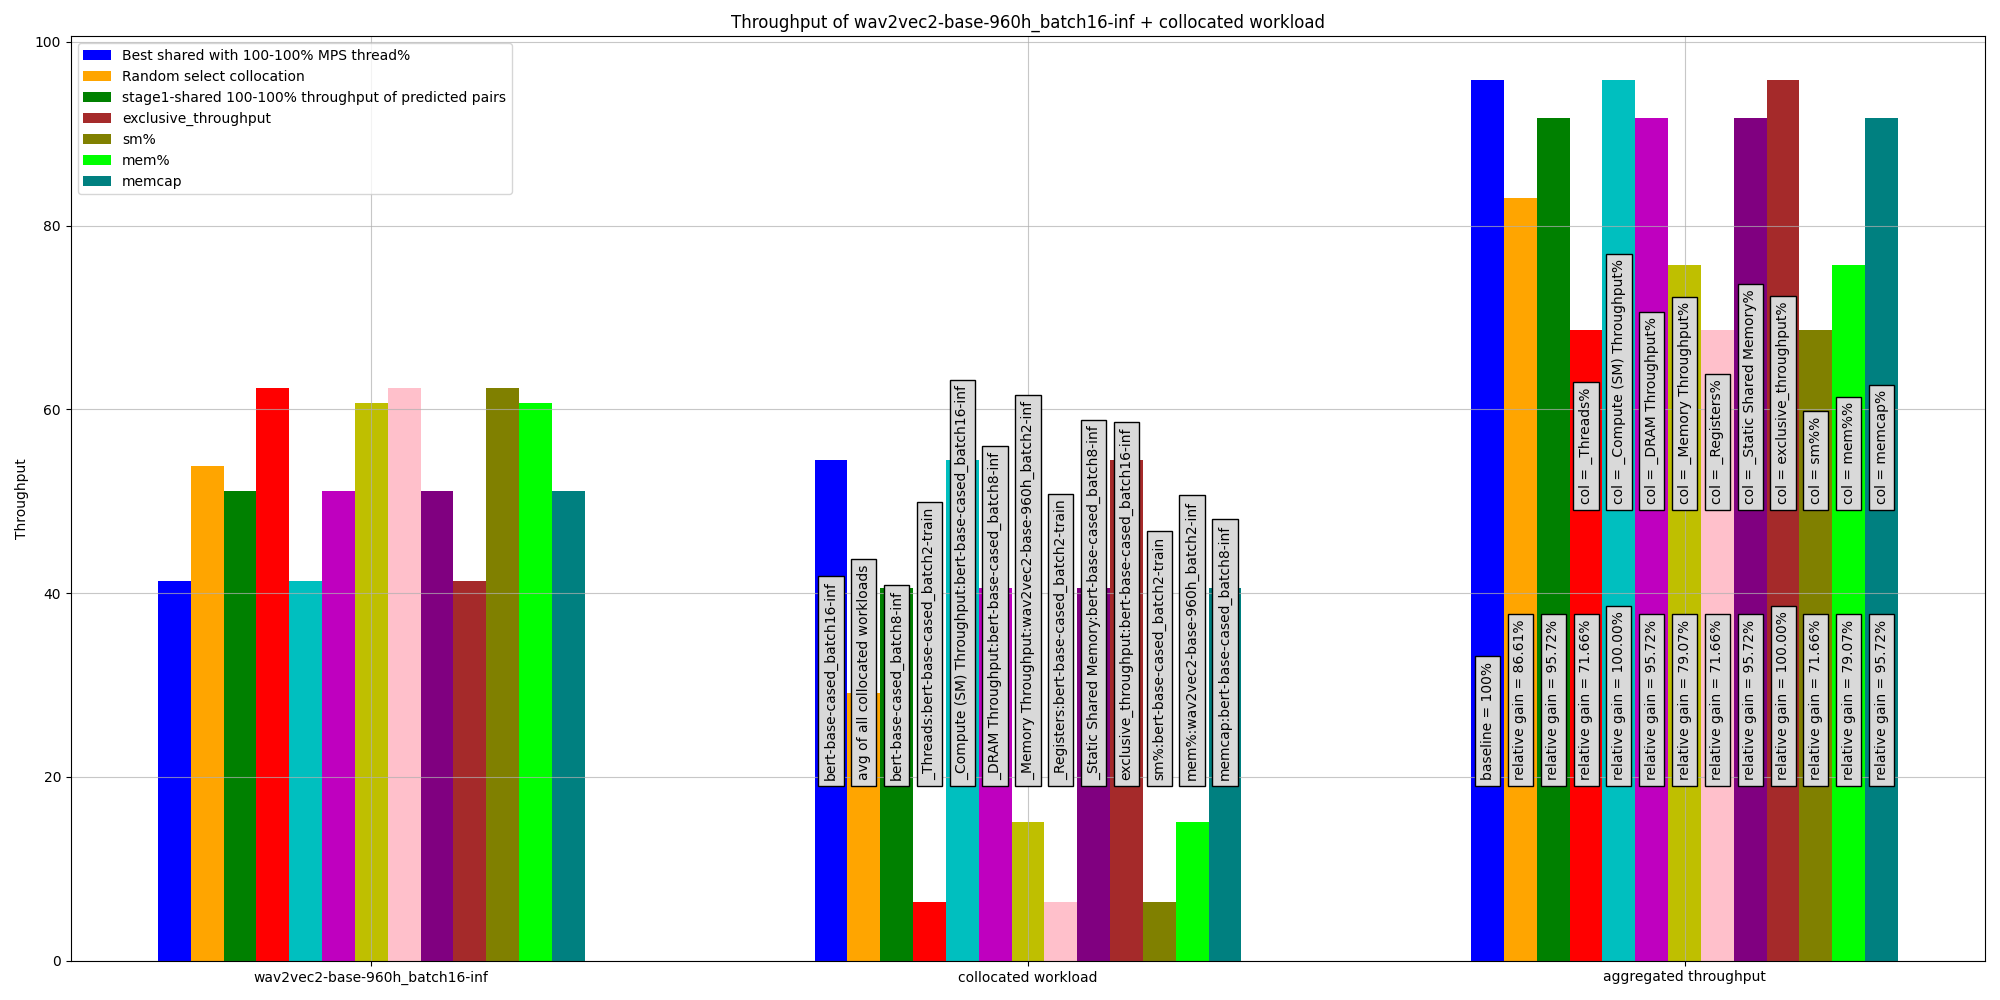 Throughput of wav2vec2-base-960h_batch16-inf + collocated workload
Throughput
100
80
60
40
20
0
Best shared with 100-100% MPS thread%
Random select collocation
stage1-shared 100-100% throughput of predicted pairs
exclusive_throughput
sm%
mem%
memcap
bert-base-cased_batch16-inf
avg of all collocated workloads
bert-base-cased_batch8-inf
_Threads:bert-base-cased_batch2-train
_Compute (SM) Throughput:bert-base-cased_batch16-inf
_DRAM Throughput:bert-base-cased_batch8-inf
_Memory Throughput:wav2vec2-base-960h_batch2-inf
_Registers:bert-base-cased_batch2-train
_Static Shared Memory:bert-base-cased_batch8-inf
exclusive_throughput:bert-base-cased_batch16-inf
sm%:bert-base-cased_batch2-train
mem%:wav2vec2-base-960h_batch2-inf
memcap:bert-base-cased_batch8-inf
col = _Threads%
col = _Compute (SM) Throughput%
col = _DRAM Throughput%
col = _Memory Throughput%
col = _Registers%
col = _Static Shared Memory%
col = exclusive_throughput%
col = sm%%
col = mem%%
col = memcap%
baseline = 100%
relative gain = 86.61%
relative gain = 95.72%
relative gain = 71.66%
relative gain = 100.00%
relative gain = 95.72%
relative gain = 79.07%
relative gain = 71.66%
relative gain = 95.72%
relative gain = 100.00%
relative gain = 71.66%
relative gain = 79.07%
relative gain = 95.72%
wav2vec2-base-960h_batch16-inf
collocated workload
aggregated throughput